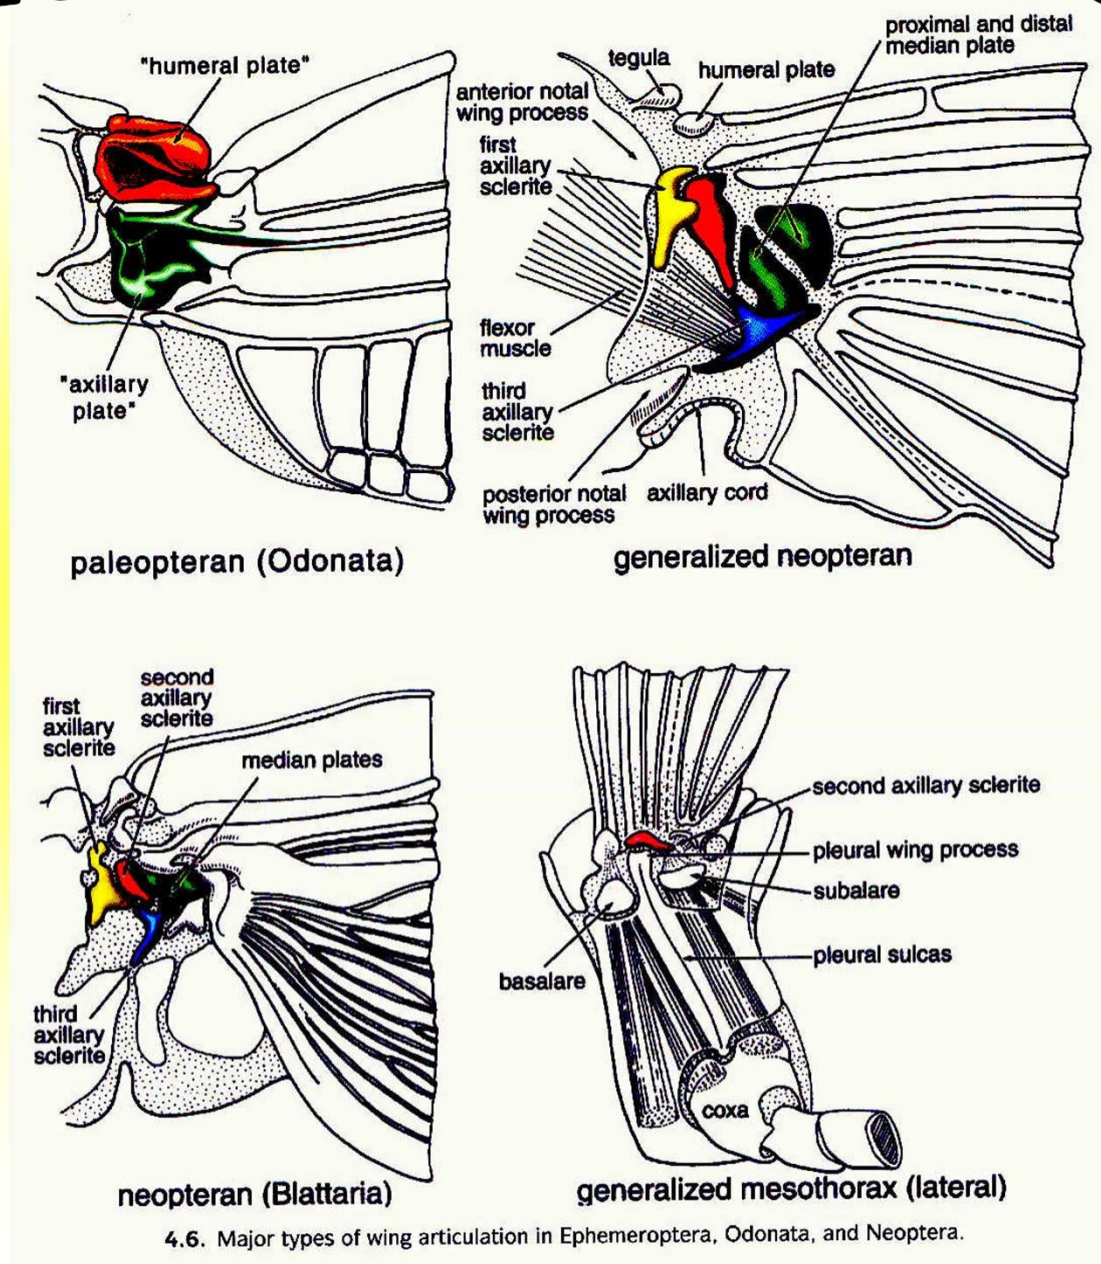 "humeral plate"
"axillary
plate"
paleopteran (Odonata)
proximal and distal
median plate
tegula
humeral plate
anterior notal
wing process
first
axillary
sclerite
flexor
muscle
third
axillary
sclerite
posterior notal
wing process
axillary cord
generalized neopteran
second
axillary
sclerite
first
axillary
sclerite
median plates
third
axillary
sclerite
neopteran (Blattaria)
second axillary sclerite
pleural wing process
subalare
pleural sulcas
basalare
coxa
generalized mesothorax (lateral)
4.6. Major types of wing articulation in Ephemeroptera, Odonata, and Neoptera.